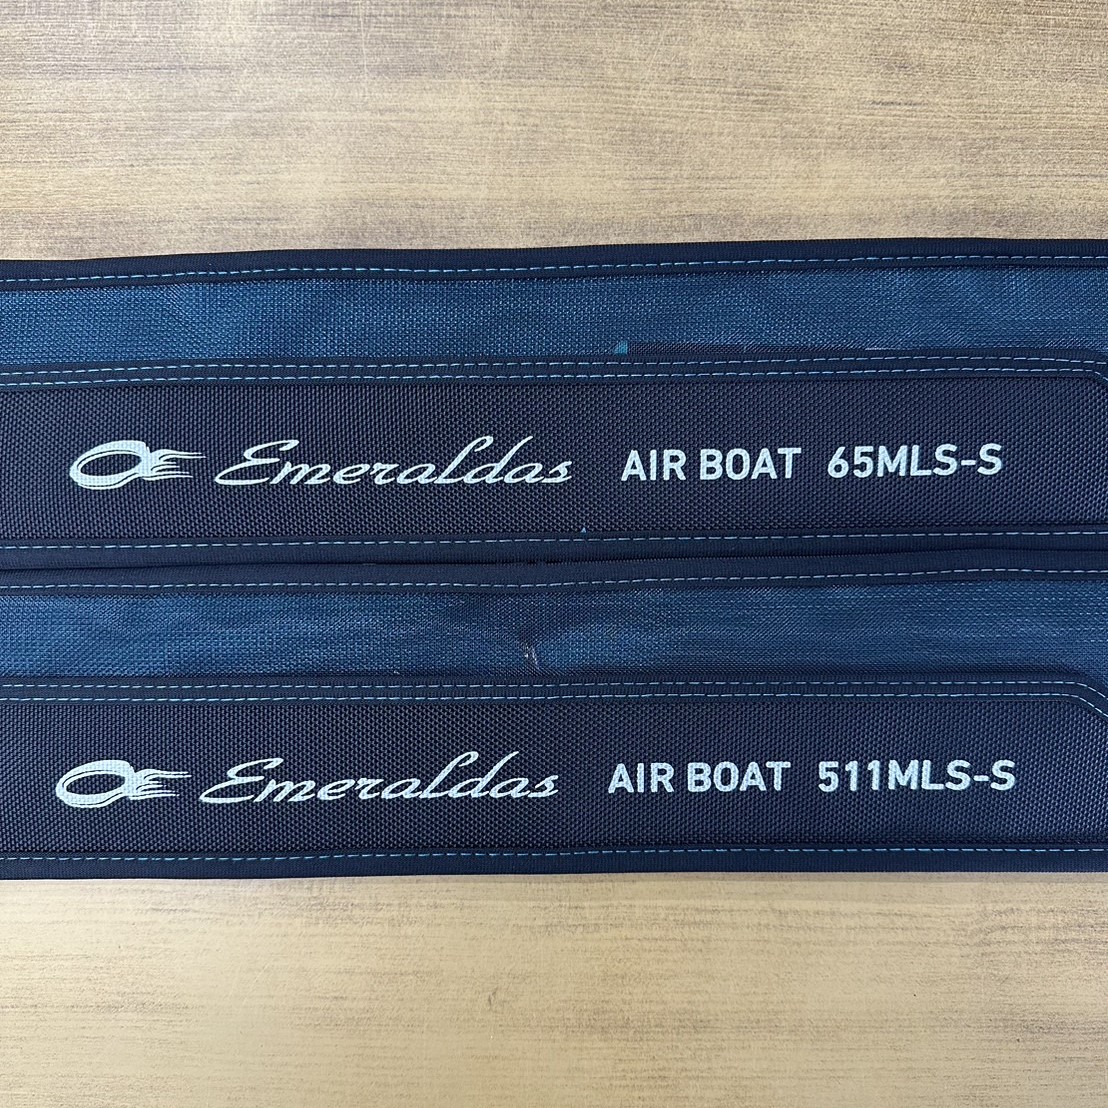 Emeraldas AIR BOAT 65MLS-S
Emeraldas AIR BOAT 511MLS-S